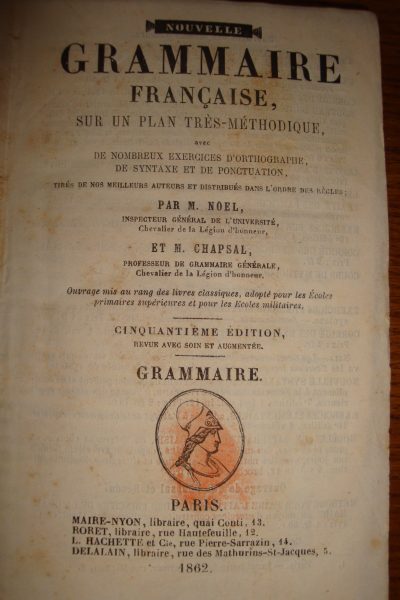 NOUVELLE
GRAMMAIRE
FRANÇAISE,
SUR UN PLAN TRÈS-MÉTHODIQUE,
avec
DE NOMBREUX EXERCICES D'ORTHOGRAPHE,
DE SYNTAXE ET DE PONCTUATION,
TIRÉS DE NOS MEILLEURS AUTEURS ET DISTRIBUÉS DANS L'ORDRE DES RÈGLES;
PAR M. NOEL,
INSPECTEUR GÉNÉRAL DE L'UNIVERSITÉ,
Chevalier de la Légion d'honneur,
ET M. CHAPSAL,
PROFESSEUR DE GRAMMAIRE GÉNÉRALE,
Chevalier de la Légion d'honneur.
Ouvrage mis au rang des livres classiques, adopté pour les Écoles
primaires supérieures et pour les Écoles militaires.
CINQUANTIÈME ÉDITION,
REVUE AVEC SOIN ET AUGMENTÉE.
GRAMMAIRE.
PARIS.
MAIRE-NYON, libraire, quai Conti, 13.
RORET, libraire, rue Hautefeuille, 12.
L. HACHETTE et Cie, rue Pierre-Sarrazin, 14.
DELALAIN, libraire, rue des Mathurins-St-Jacques, 5.
1862.